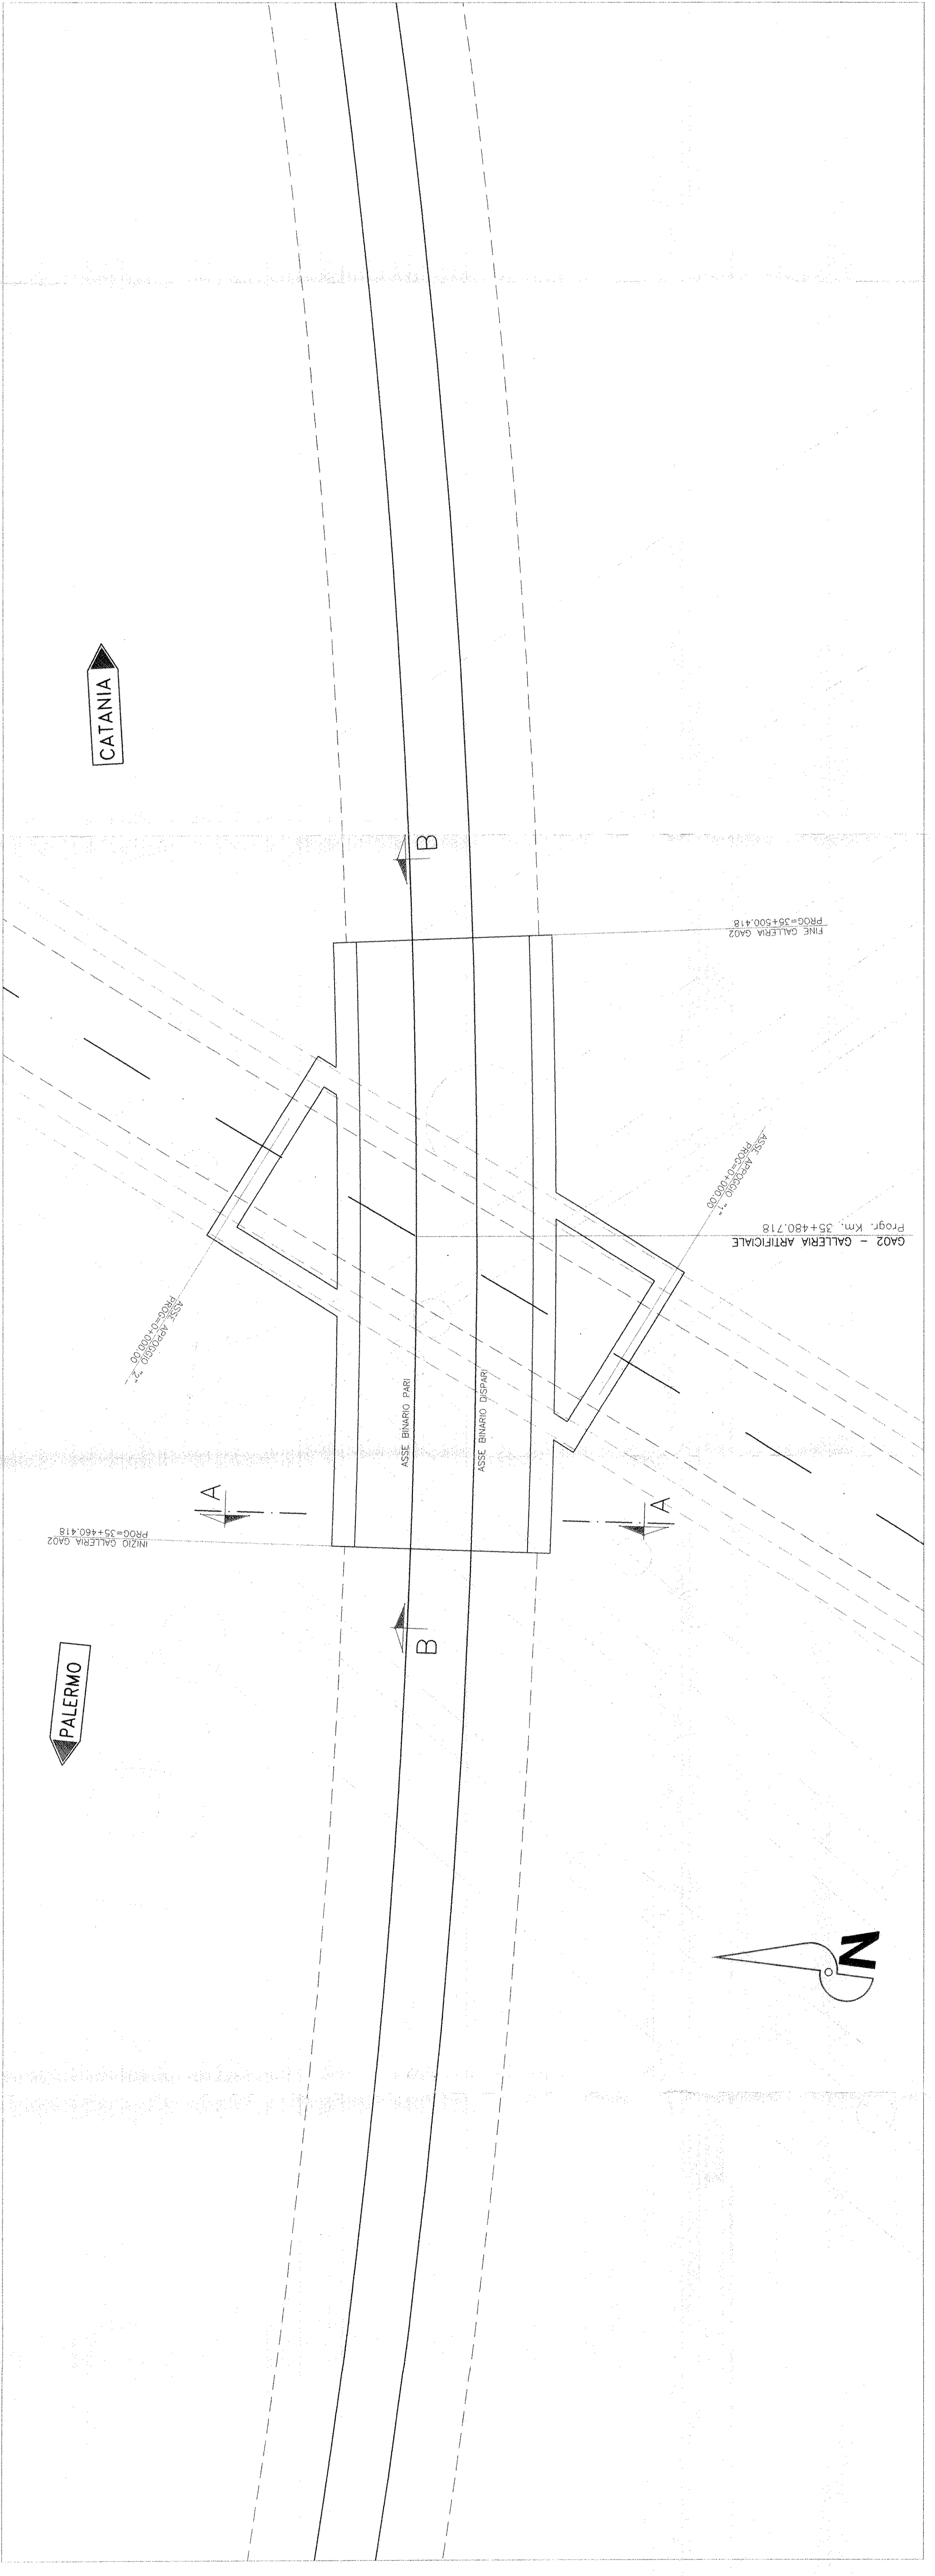 CATANIA
B
FINE GALLERIA GA02
PROG=35+500.418
ASSE APPOGGIO "1"
PROG=0+000.00
GA02 - GALLERIA ARTIFICIALE
Progr. Km. 35+480.718
ASSE APPOGGIO "2"
PROG=0+000.00
ASSE BINARIO PARI
ASSE BINARIO DISPARI
A
A
INIZIO GALLERIA GA02
PROG=35+460.418
B
PALERMO
N